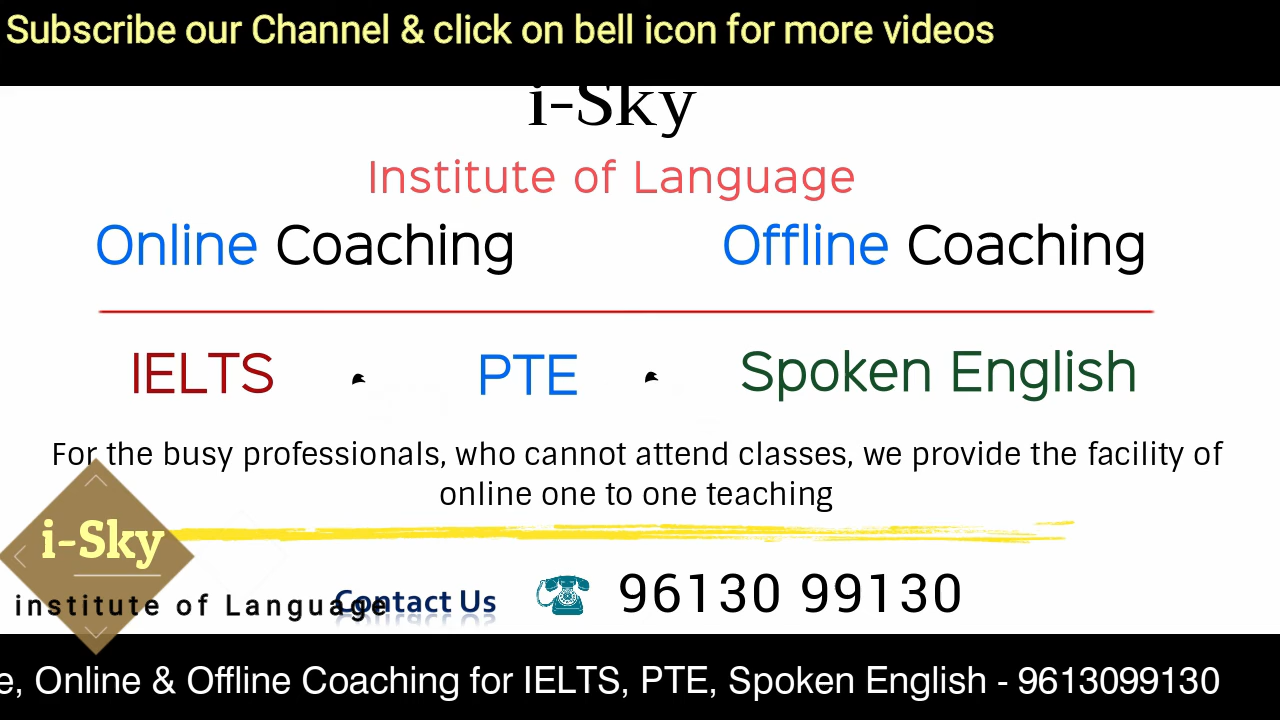 Subscribe our Channel & click on bell icon for more videos
i-Sky
Institute of Language
Online Coaching Offline Coaching
IELTS PTE Spoken English
For the busy professionals, who cannot attend classes, we provide the facility of
online one to one teaching
i-Sky
institute of Language
Contact Us 96130 99130
e, Online & Offline Coaching for IELTS, PTE, Spoken English - 9613099130